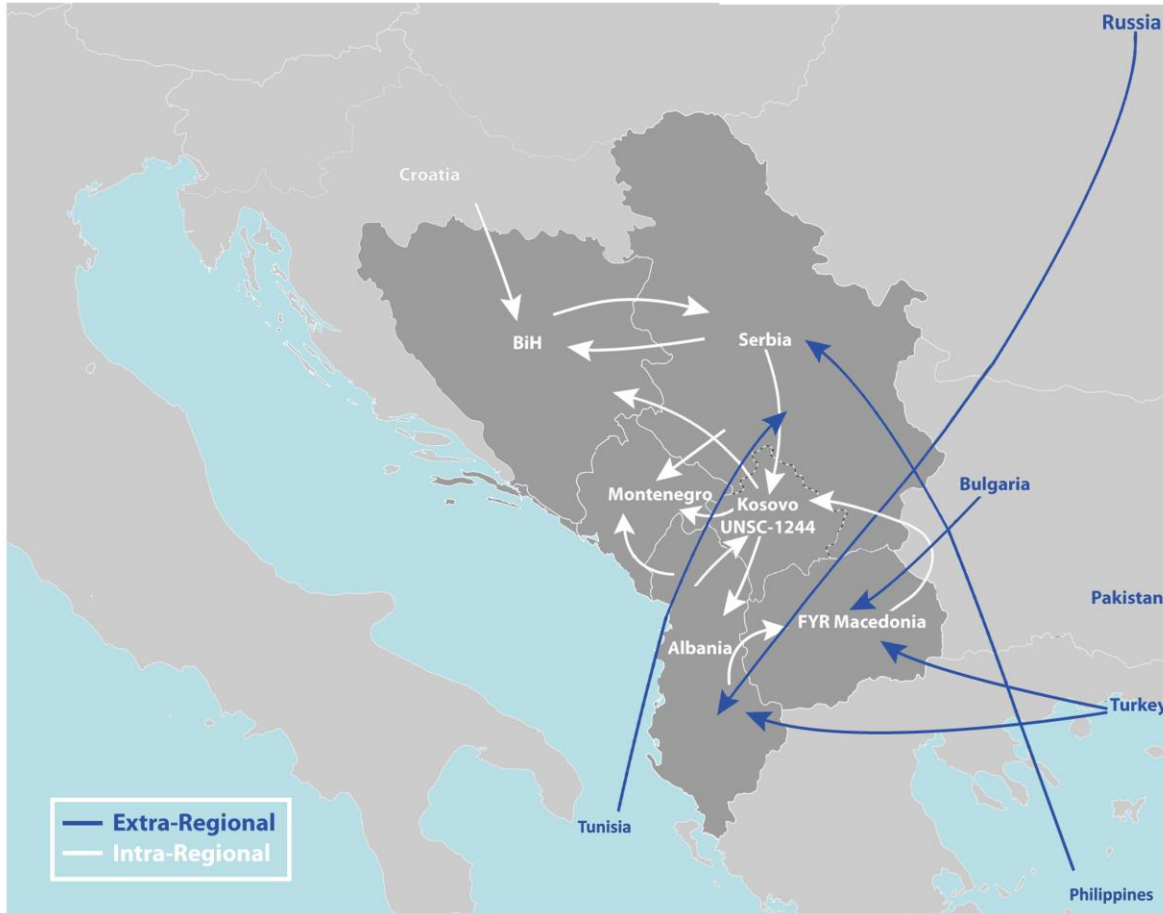 Russia
Croatia
BiH
Serbia
Bulgaria
Montenegro
Kosovo
UNSC-1244
Pakistan
FYR Macedonia
Albania
Turkey
Tunisia
Extra-Regional
Intra-Regional
Philippines